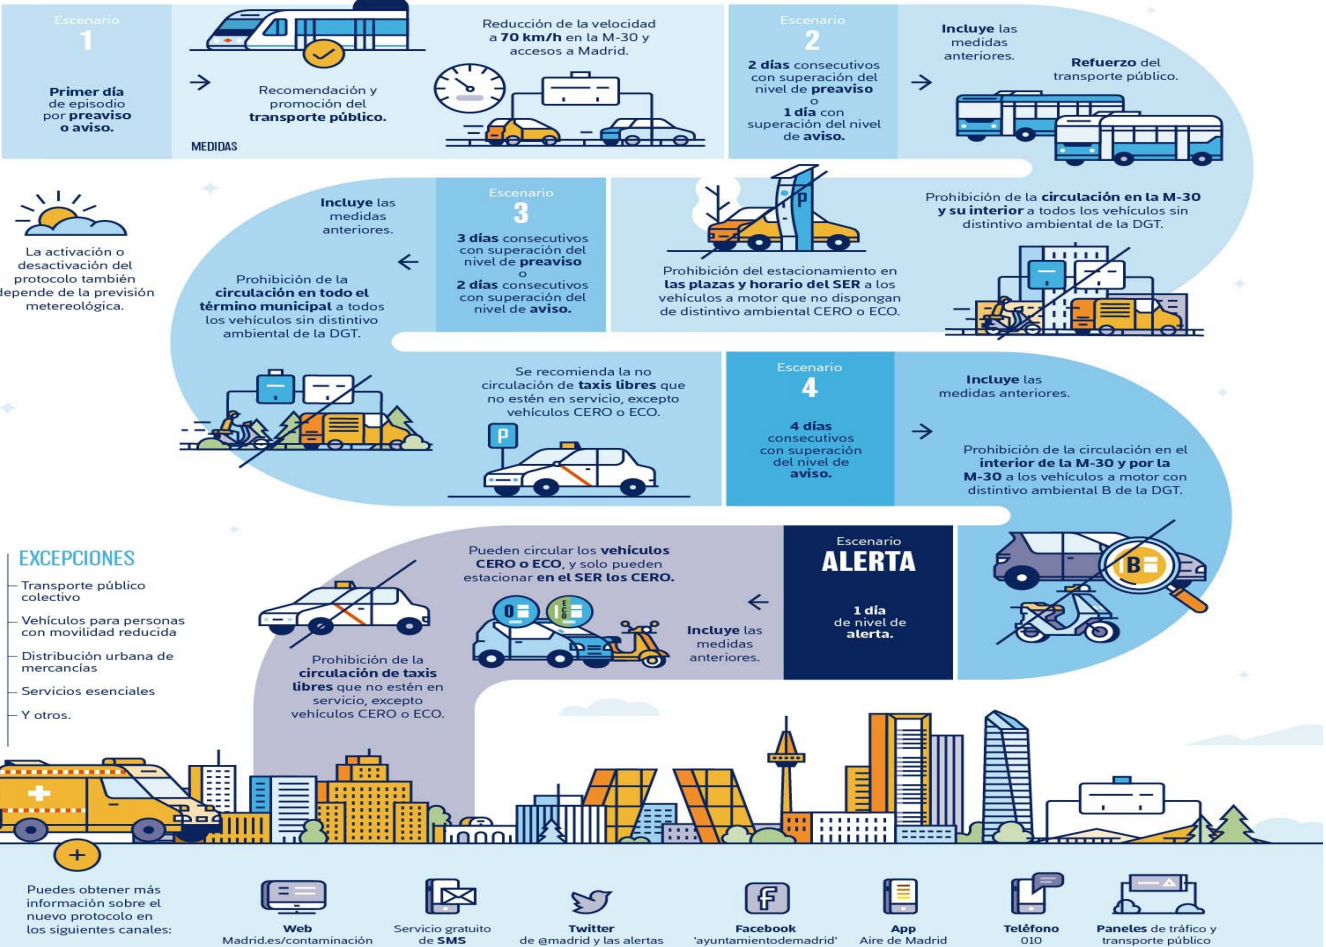 Escenario
1
Primer día
de episodio
por preaviso
o aviso.
MEDIDAS
Recomendación y
promoción del
transporte público.
Reducción de la velocidad
a 70 km/h en la M-30 y
accesos a Madrid.
Escenario
2
2 días consecutivos
con superación del
nivel de preaviso
o
1 día con
superación del nivel
de aviso.
Incluye las
medidas
anteriores.
Refuerzo del
transporte público.
Prohibición de la circulación en la M-30
y su interior a todos los vehículos sin
distintivo ambiental de la DGT.
P
Prohibición del estacionamiento en
las plazas y horario del SER a los
vehículos a motor que no dispongan
de distintivo ambiental CERO o ECO.
Escenario
3
3 días consecutivos
con superación del
nivel de preaviso
o
2 días consecutivos
con superación del
nivel de aviso.
Incluye las
medidas
anteriores.
Prohibición de la
circulación en todo el
término municipal a todos
los vehículos sin distintivo
ambiental de la DGT.
La activación o
desactivación del
protocolo también
depende de la previsión
metereológica.
Se recomienda la no
circulación de taxis libres que
no estén en servicio, excepto
vehículos CERO o ECO.
P
Escenario
4
4 días
consecutivos
con superación
del nivel de
aviso.
Incluye las
medidas anteriores.
Prohibición de la circulación en el
interior de la M-30 y por la
M-30 a los vehículos a motor con
distintivo ambiental B de la DGT.
B
Escenario
ALERTA
1 día
de nivel de
alerta.
Incluye las
medidas
anteriores.
Pueden circular los vehículos
CERO o ECO, y solo pueden
estacionar en el SER los CERO.
0
ECO
Prohibición de la
circulación de taxis
libres que no estén en
servicio, excepto
vehículos CERO o ECO.
EXCEPCIONES
Transporte público
colectivo
Vehículos para personas
con movilidad reducida
Distribución urbana de
mercancías
Servicios esenciales
Y otros.
Puedes obtener más
información sobre el
nuevo protocolo en
los siguientes canales:
Web
Madrid.es/contaminación
Servicio gratuito
de SMS
Twitter
de @madrid y las alertas
Facebook
'ayuntamientodemadrid'
App
Aire de Madrid
Teléfono
010
Paneles de tráfico y
transporte público